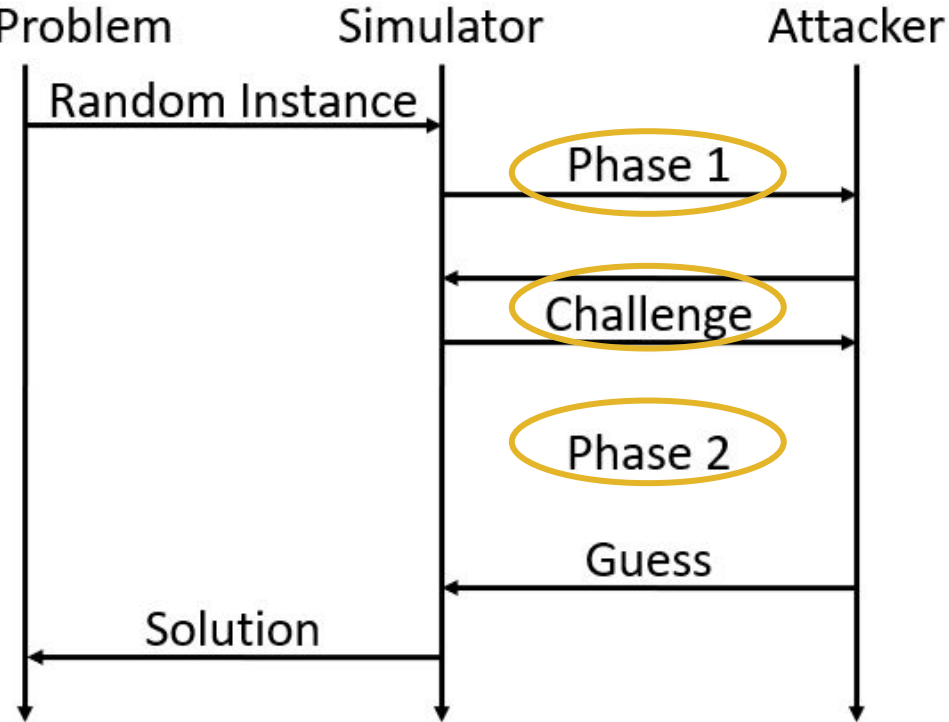 Problem Simulator Attacker
Random Instance
Phase 1
Challenge
Phase 2
Guess
Solution